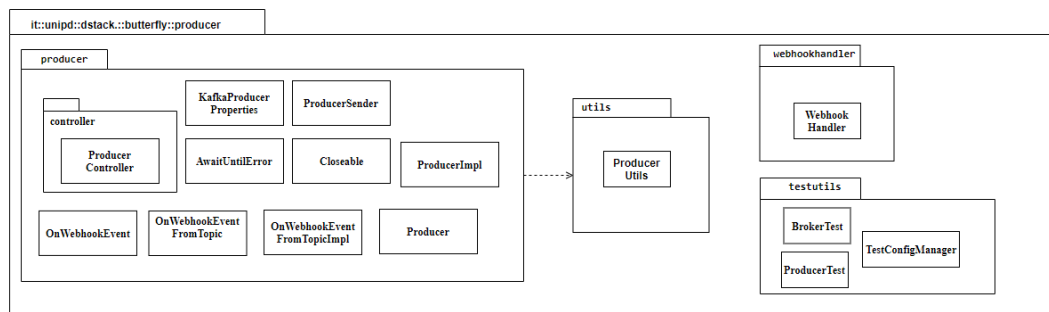 it::unipd::dstack.::butterfly::producer
producer
controller
Producer
Controller
KafkaProducer
Properties
ProducerSender
AwaitUntilError
Closeable
ProducerImpl
OnWebhookEvent
OnWebhookEvent
FromTopic
OnWebhookEvent
FromTopicImpl
Producer
utils
Producer
Utils
webhookhandler
Webhook
Handler
testutils
BrokerTest
TestConfigManager
ProducerTest